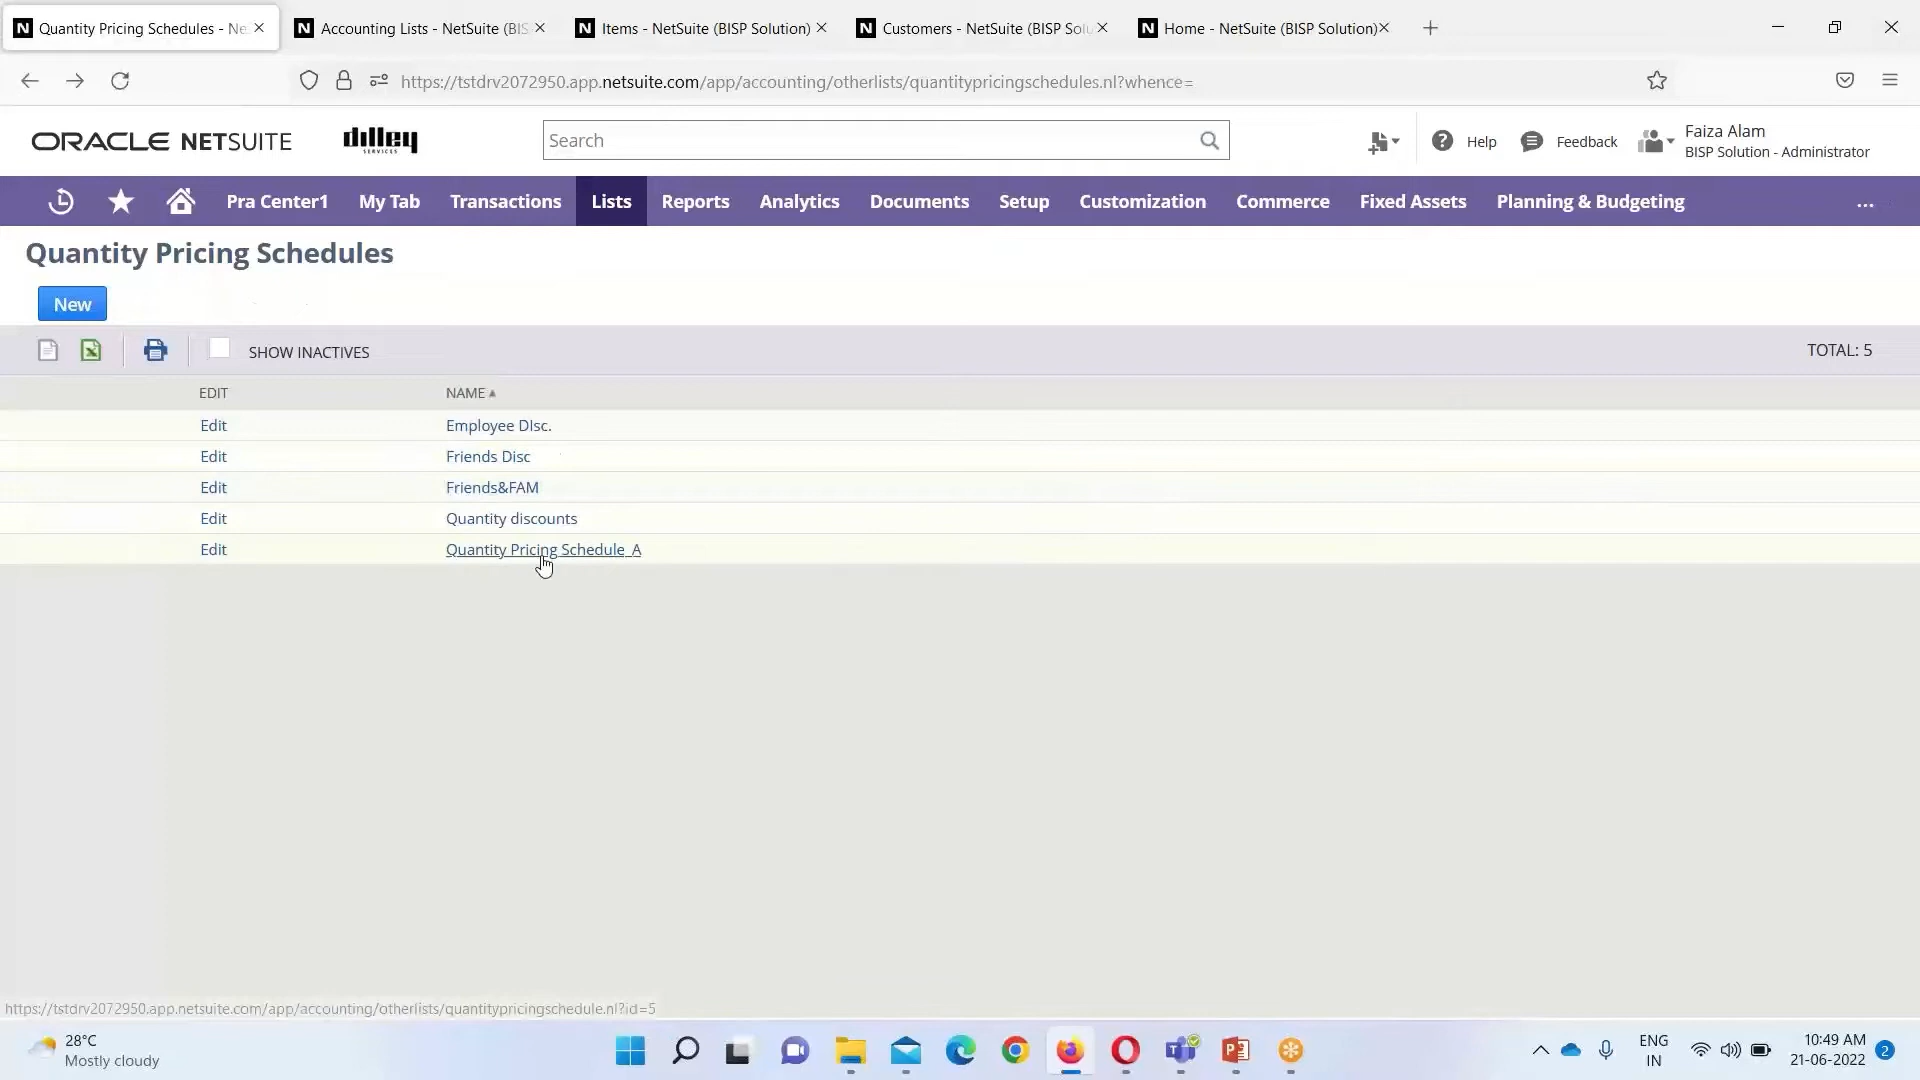 Quantity Pricing Schedules - Ne
Accounting Lists - NetSuite (BIS
Items - NetSuite (BISP Solution)
Customers - NetSuite (BISP Solu
Home - NetSuite (BISP Solution)
https://tstdrv2072950.app.netsuite.com/app/accounting/otherlists/quantitypricingschedules.nl?whence=
ORACLE NETSUITE
dilley
SERVICES
Search
Help
Feedback
Faiza Alam
BISP Solution - Administrator
Pra Center1
My Tab
Transactions
Lists
Reports
Analytics
Documents
Setup
Customization
Commerce
Fixed Assets
Planning & Budgeting
...
Quantity Pricing Schedules
New
SHOW INACTIVES
TOTAL: 5
EDIT NAME
Edit Employee DIsc.
Edit Friends Disc
Edit Friends&FAM
Edit Quantity discounts
Edit Quantity Pricing Schedule_A
https://tstdrv2072950.app.netsuite.com/app/accounting/otherlists/quantitypricingschedule.nl?id=5
28°C
Mostly cloudy
ENG
IN
10:49 AM
21-06-2022
2